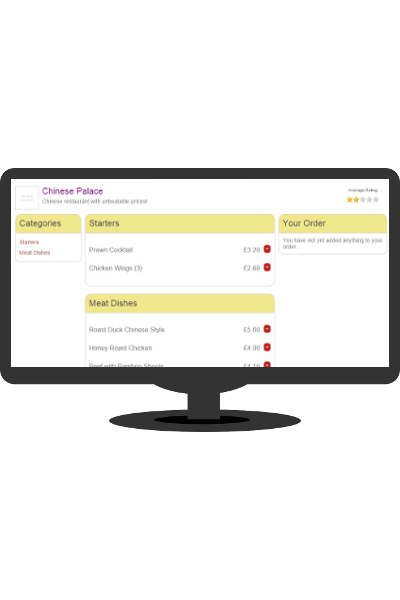 Chinese Palace
Chinese restaurant with unbeatable prices!
Average Rating:
Categories
Starters
Meat Dishes
Starters
Prawn Cocktail £3.20
Chicken Wings (3) £2.60
Meat Dishes
Roast Duck Chinese Style £5.60
Honey Roast Chicken £4.90
Beef with Bamboo Shoots £4.10
Your Order
You have not yet added anything to your
order.